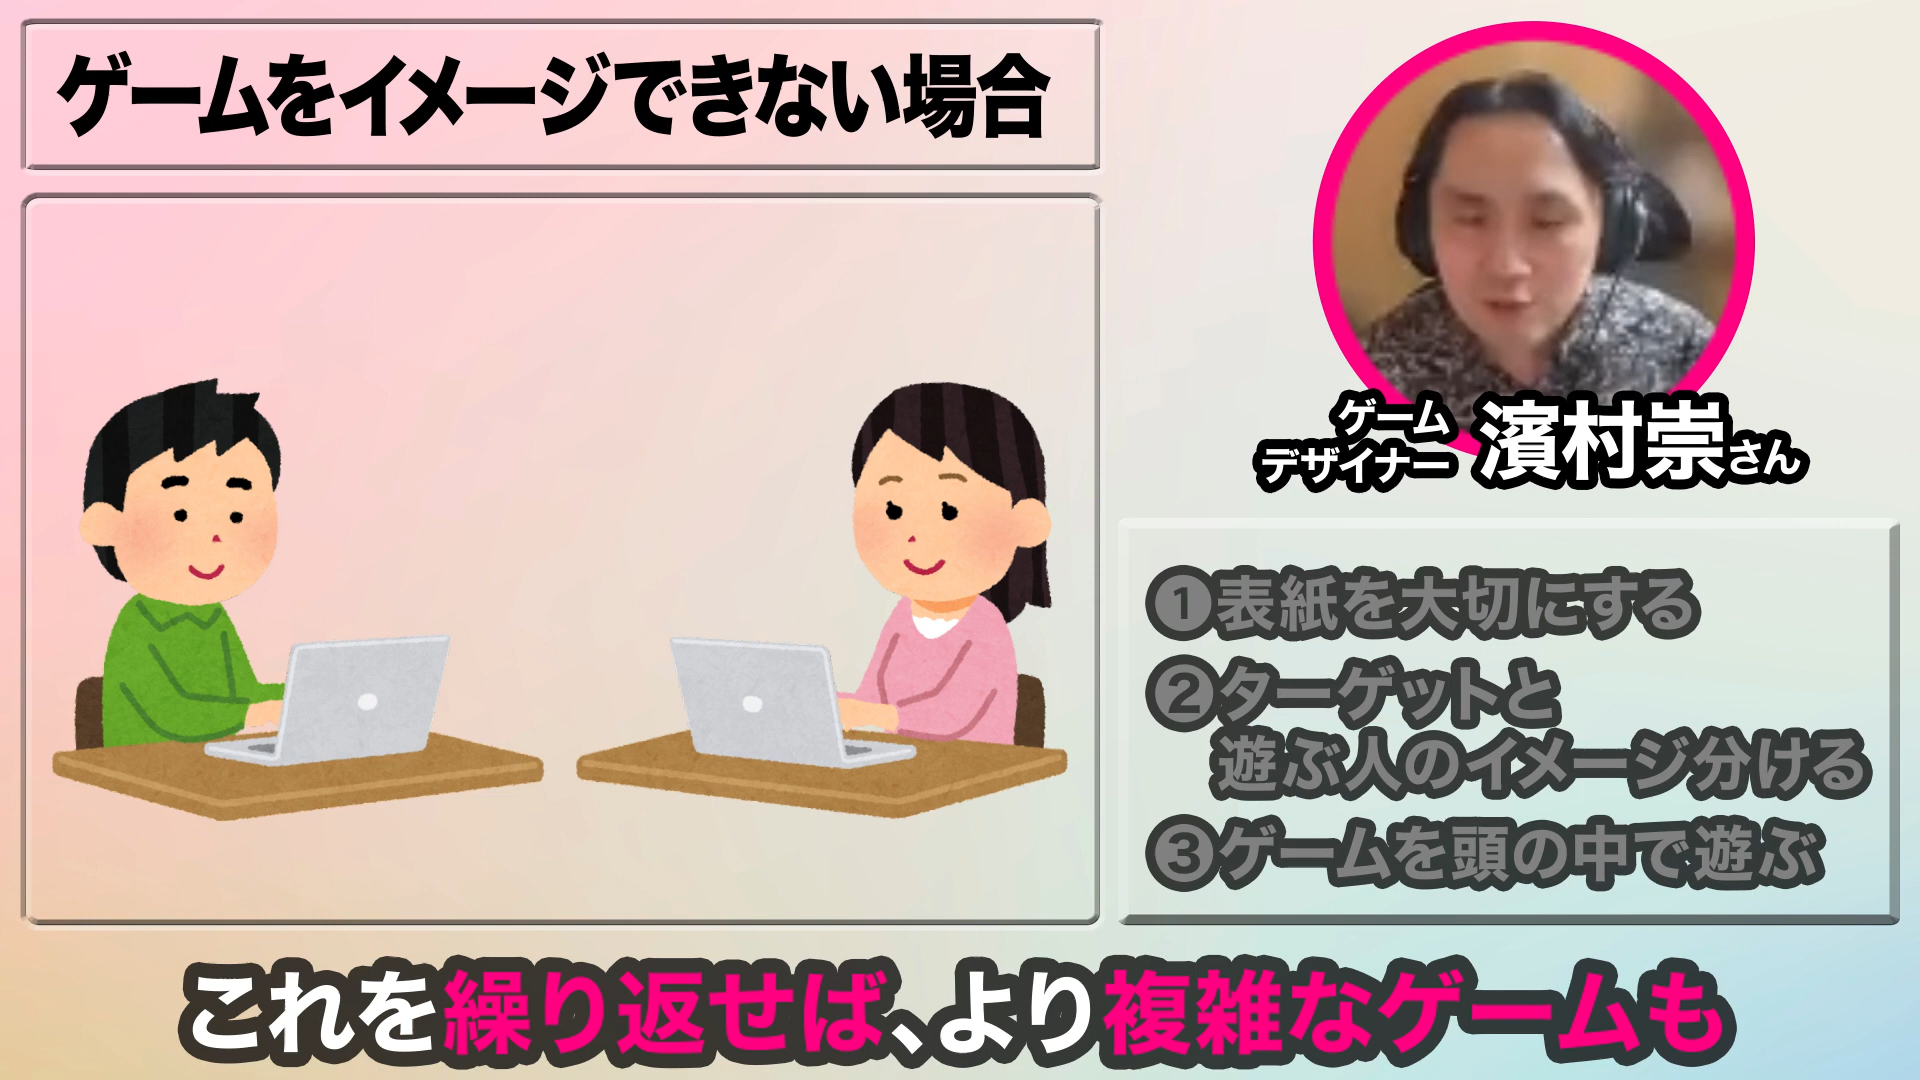 ゲームをイメージできない場合
ゲーム
デザイナー
濱村崇さん
❶表紙を大切にする
❷ターゲットと
遊ぶ人のイメージ分ける
❸ゲームを頭の中で遊ぶ
これを繰り返せば、より複雑なゲームも